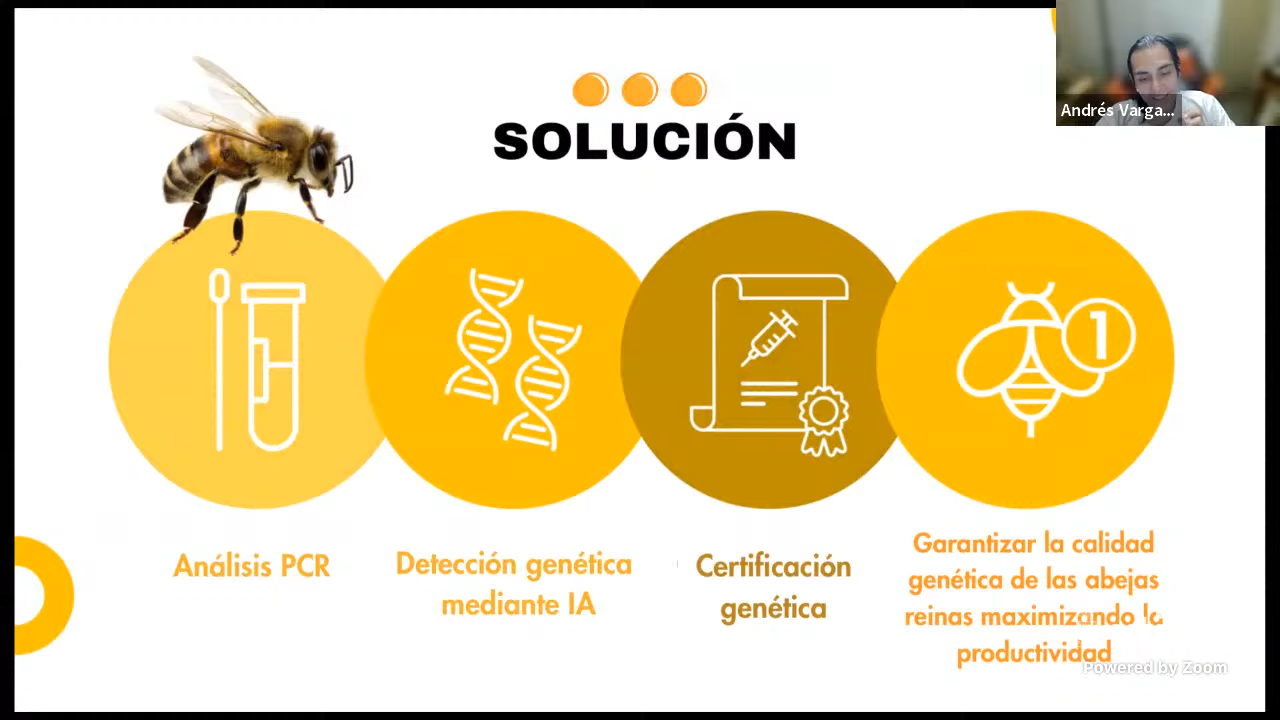 SOLUCIÓN
Andrés Varga...
1
Análisis PCR
Detección genética
mediante IA
Certificación
genética
Garantizar la calidad
genética de las abejas
reinas maximizando la
productividad
Powered by Zoom